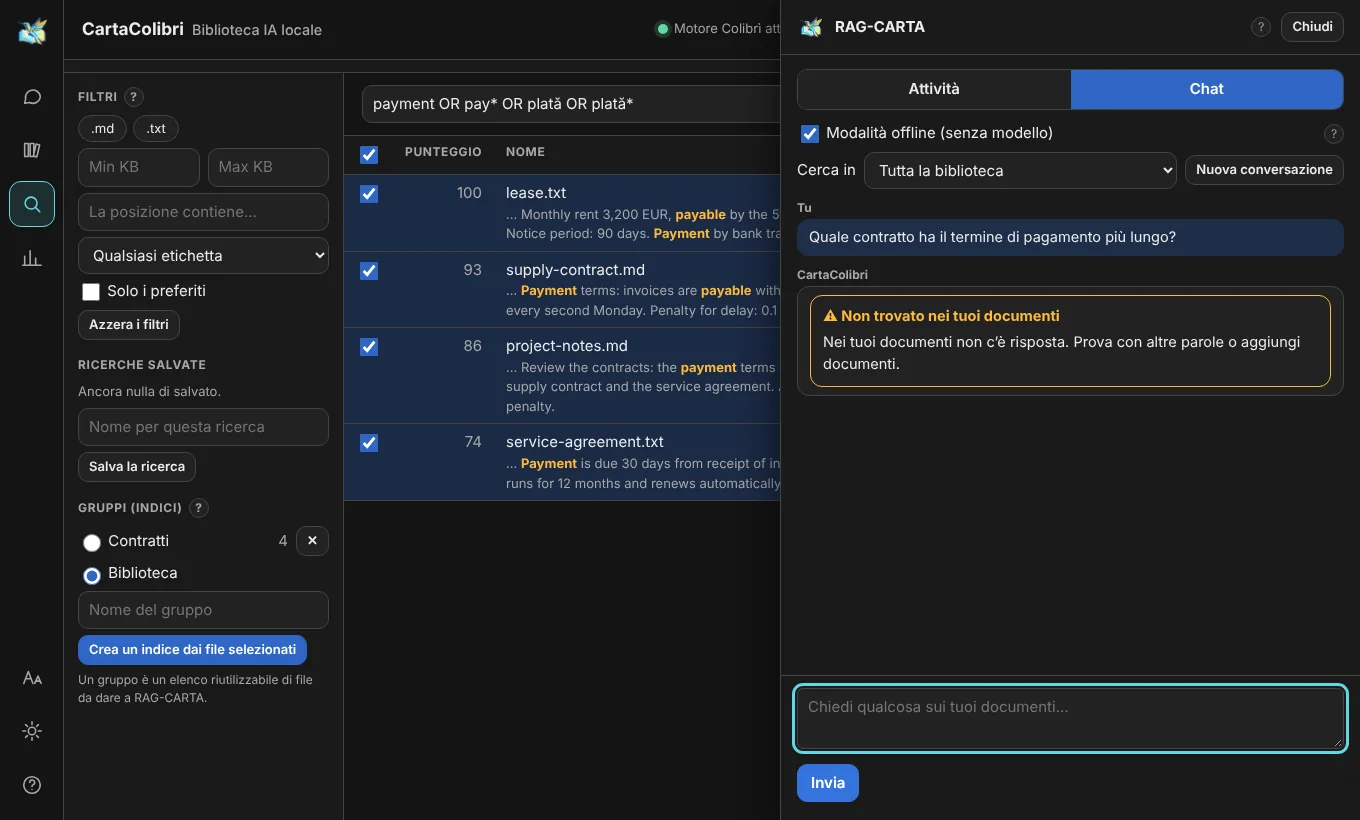 CartaColibri Biblioteca IA locale
Motore Colibrì att
FILTRI ?
.md .txt
Min KB Max KB
La posizione contiene...
Qualsiasi etichetta
Solo i preferiti
Azzera i filtri
RICERCHE SALVATE
Ancora nulla di salvato.
Nome per questa ricerca
Salva la ricerca
GRUPPI (INDICI) ?
Contratti 4 ×
Biblioteca
Nome del gruppo
Crea un indice dai file selezionati
Un gruppo è un elenco riutilizzabile di file
da dare a RAG-CARTA.
AA
payment OR pay* OR plată OR plată*
PUNTEGGIO NOME
100 lease.txt
... Monthly rent 3,200 EUR, payable by the 5
Notice period: 90 days. Payment by bank tra
93 supply-contract.md
... Payment terms: invoices are payable with
every second Monday. Penalty for delay: 0.1
86 project-notes.md
... Review the contracts: the payment terms
supply contract and the service agreement.
penalty.
74 service-agreement.txt
... Payment is due 30 days from receipt of in
runs for 12 months and renews automatically
RAG-CARTA ? Chiudi
Attività Chat
Modalità offline (senza modello) ?
Cerca in Tutta la biblioteca Nuova conversazione
Tu
Quale contratto ha il termine di pagamento più lungo?
CartaColibri
⚠ Non trovato nei tuoi documenti
Nei tuoi documenti non c'è risposta. Prova con altre parole o aggiungi
documenti.
Chiedi qualcosa sui tuoi documenti...
Invia